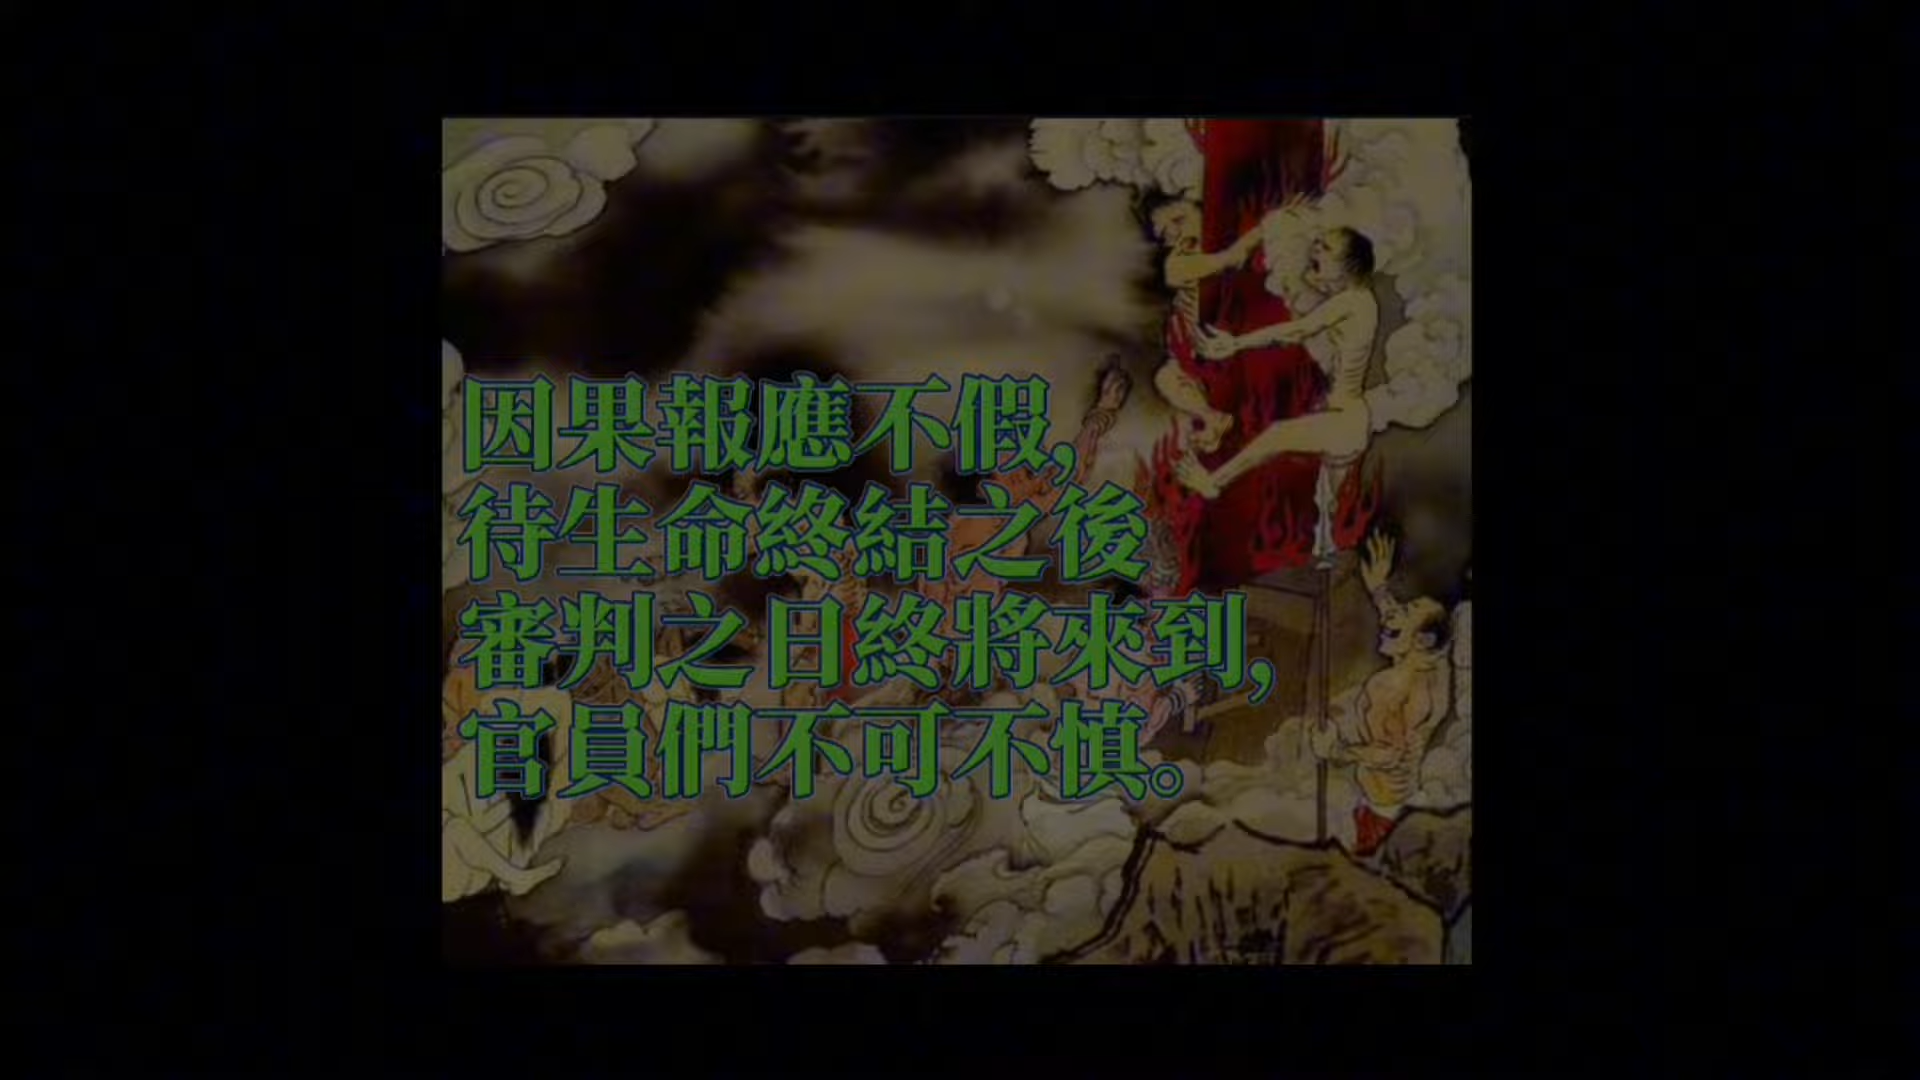 因果報應不假,
待生命終結之後
審判之日終將來到,
官員們不可不慎。